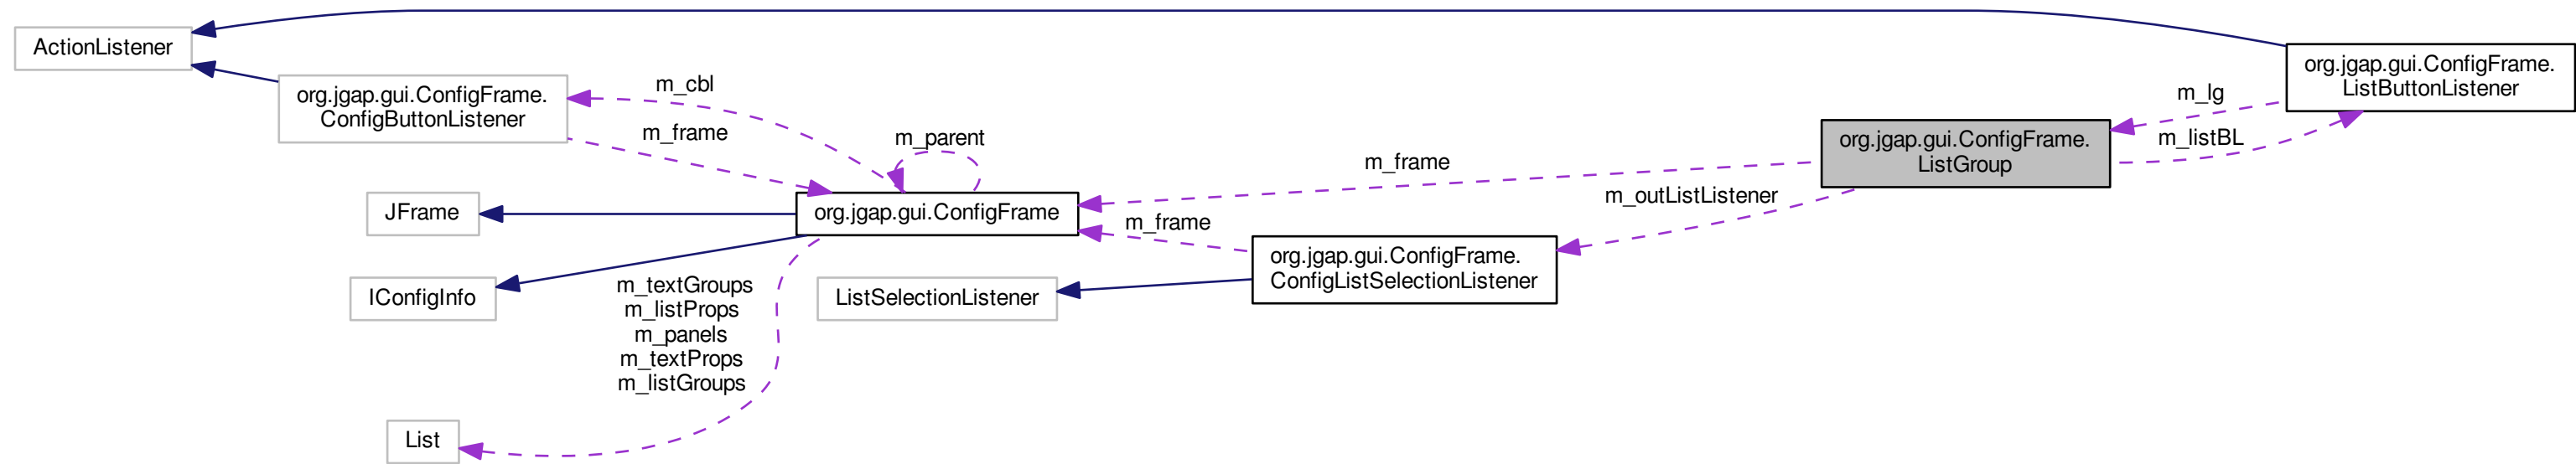 ActionListener
org.jgap.gui.ConfigFrame.
ConfigButtonListener
m_cbl
m_frame
m_parent
JFrame
org.jgap.gui.ConfigFrame
IConfigInfo
m_textGroups
m_listProps
m_panels
m_textProps
m_listGroups
List
ListSelectionListener
m_frame
org.jgap.gui.ConfigFrame.
ConfigListSelectionListener
m_frame
m_outListListener
org.jgap.gui.ConfigFrame.
ListGroup
m_lg
m_listBL
org.jgap.gui.ConfigFrame.
ListButtonListener